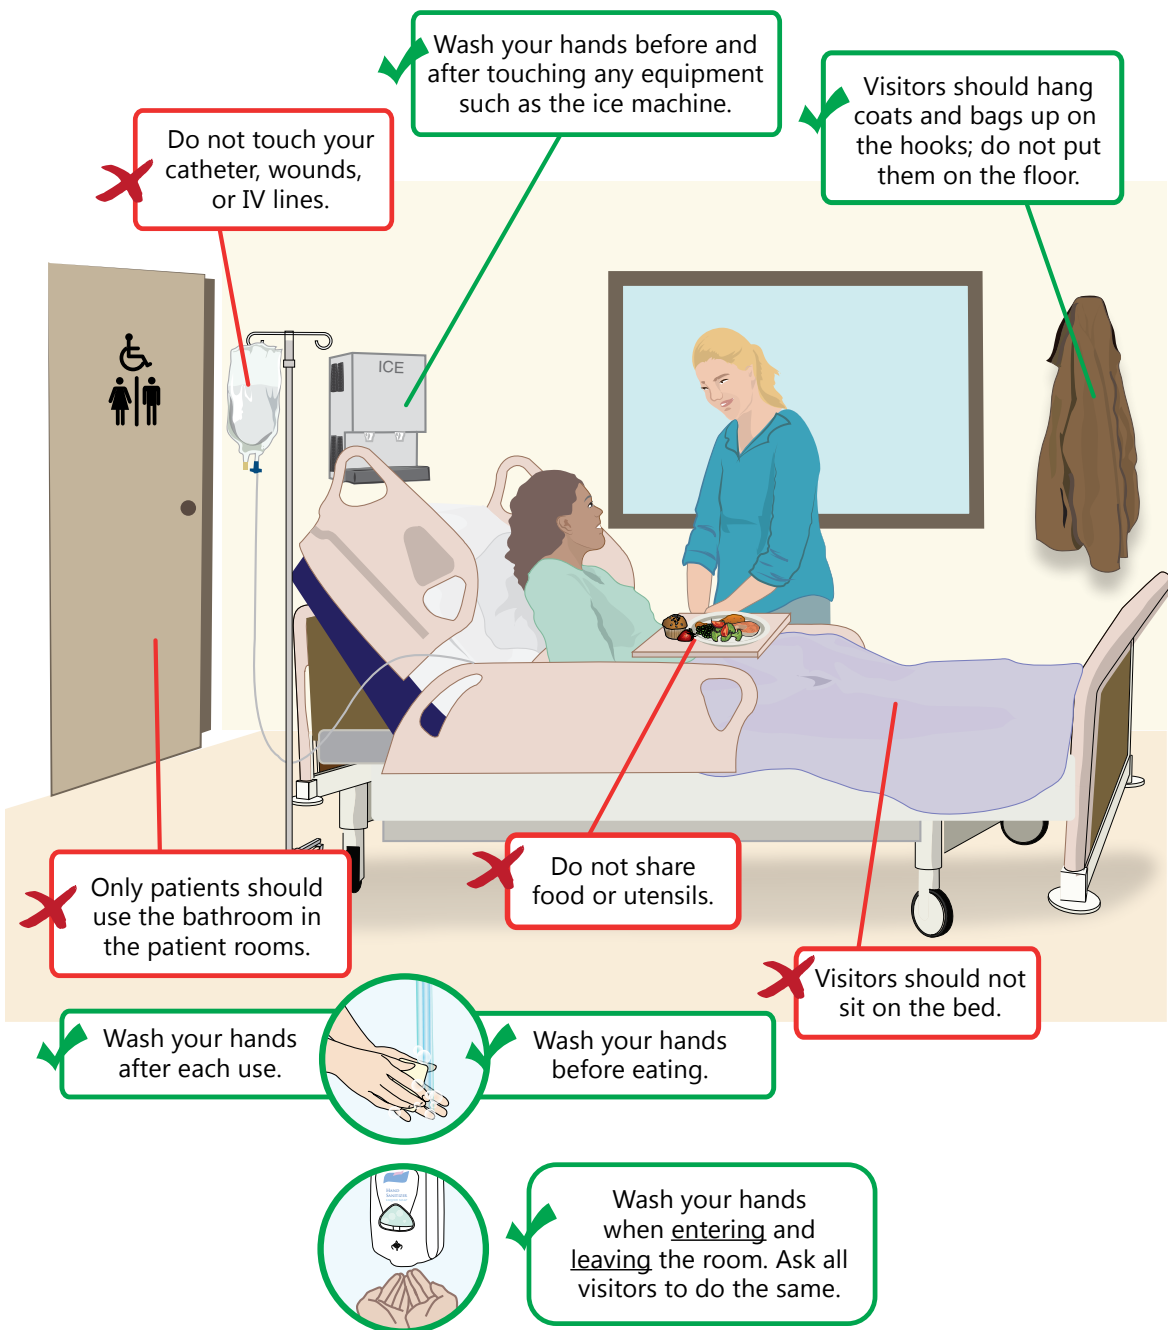 Wash your hands before and
after touching any equipment
such as the ice machine.
Visitors should hang
coats and bags up on
the hooks; do not put
them on the floor.
Do not touch your
catheter, wounds,
or IV lines.
ICE
Only patients should
use the bathroom in
the patient rooms.
Do not share
food or utensils.
Visitors should not
sit on the bed.
Wash your hands
after each use.
Wash your hands
before eating.
Wash your hands
when entering and
leaving the room. Ask all
visitors to do the same.